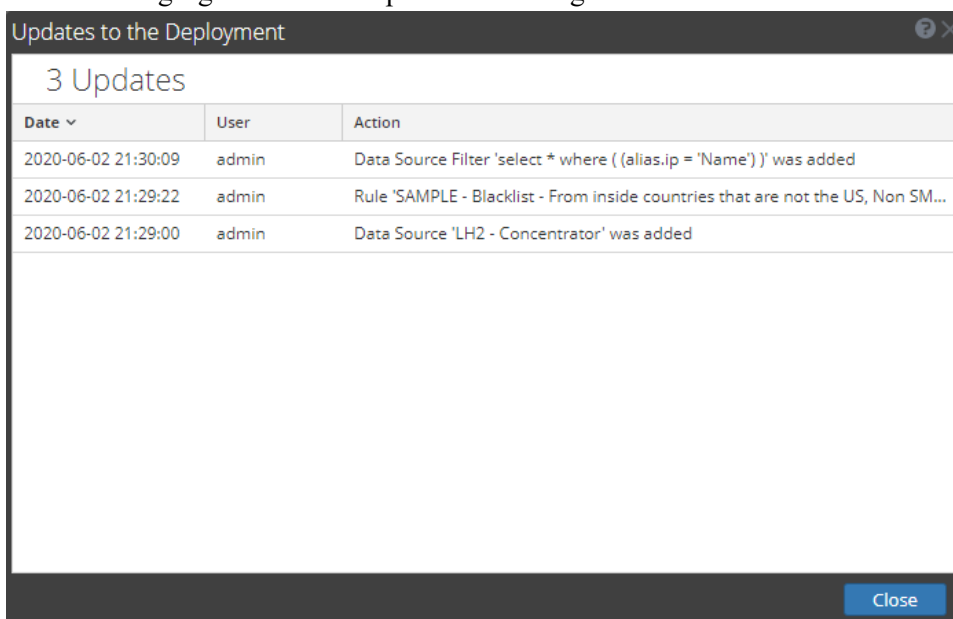 Updates to the Deployment
3 Updates
Date User Action
2020-06-02 21:30:09 admin Data Source Filter 'select * where ( (alias.ip = 'Name') )' was added
2020-06-02 21:29:22 admin Rule 'SAMPLE - Blacklist - From inside countries that are not the US, Non SM...
2020-06-02 21:29:00 admin Data Source 'LH2 - Concentrator' was added
Close